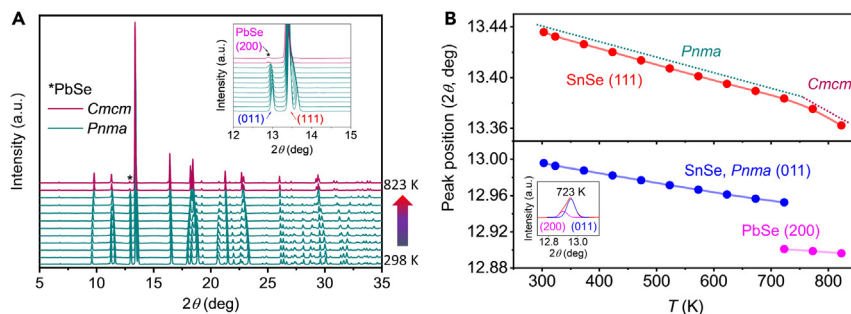 A
Intensity (a.u.)
*PbSe
Cmcm
Pnma
PbSe
(200)
*
Intensity (a.u.)
(011)
(111)
12 13 14 15
2θ (deg)
*
823 K
298 K
5 10 15 20 25 30 35
2θ (deg)
B
Peak position (2θ, deg)
13.44
13.40
13.36
13.00
12.96
12.92
12.88
Pnma
Cmcm
SnSe (111)
SnSe, Pnma (011)
Intensity (a.u.)
723 K
(200) (011)
12.8 13.0
2θ (deg)
PbSe (200)
300 400 500 600 700 800
T (K)